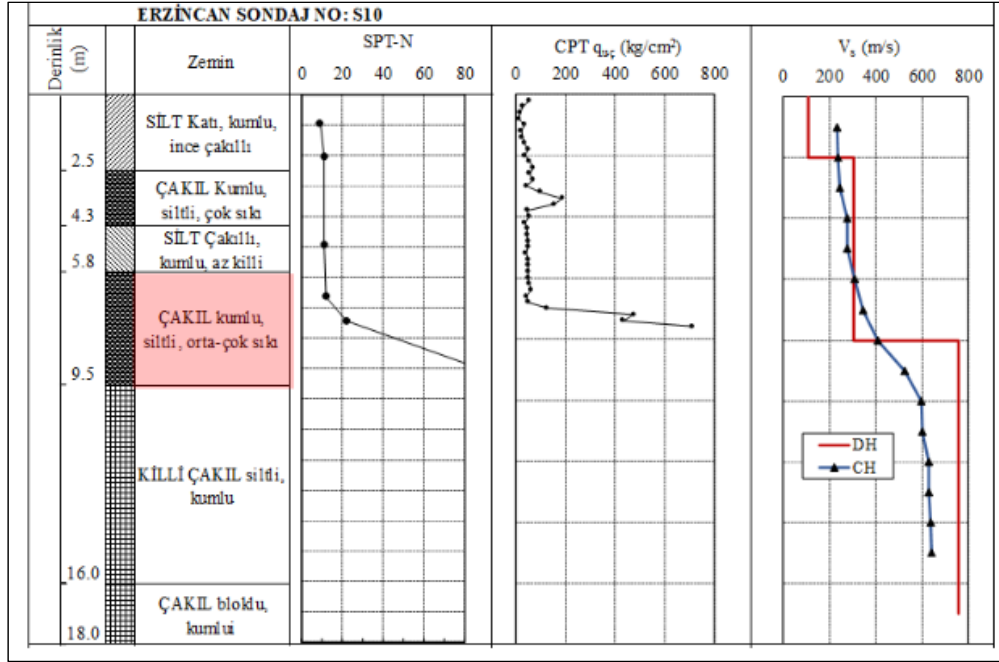 ERZİNCAN SONDAJ NO: S10
Derinlik
(m)
Zemin
SPT-N
0 20 40 60 80
CPT quç (kg/cm²)
0 200 400 600 800
Vs (m/s)
0 200 400 600 800
SİLT Katı, kumlu,
ince çakıllı
2.5
ÇAKIL Kumlu,
siltli, çok sıkı
4.3
SİLT Çakıllı,
kumlu, az killi
5.8
ÇAKIL kumlu,
siltli, orta-çok sıkı
9.5
KİLLİ ÇAKIL siltli,
kumlu
16.0
ÇAKIL bloklu,
kumlui
18.0
DH
CH